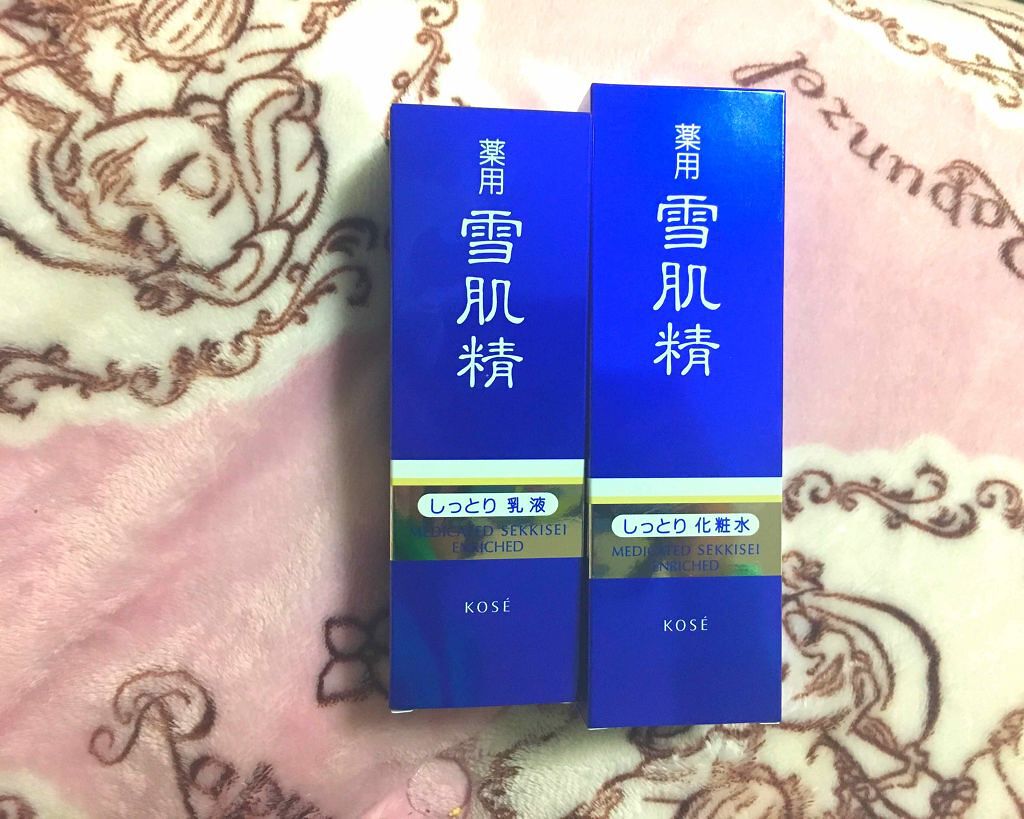 薬用
雪肌精
しっとり 乳液
MEDICATED SEKKISEI
ENRICHED
KOSÉ
薬用
雪肌精
しっとり 化粧水
MEDICATED SEKKISEI
ENRICHED
KOSÉ